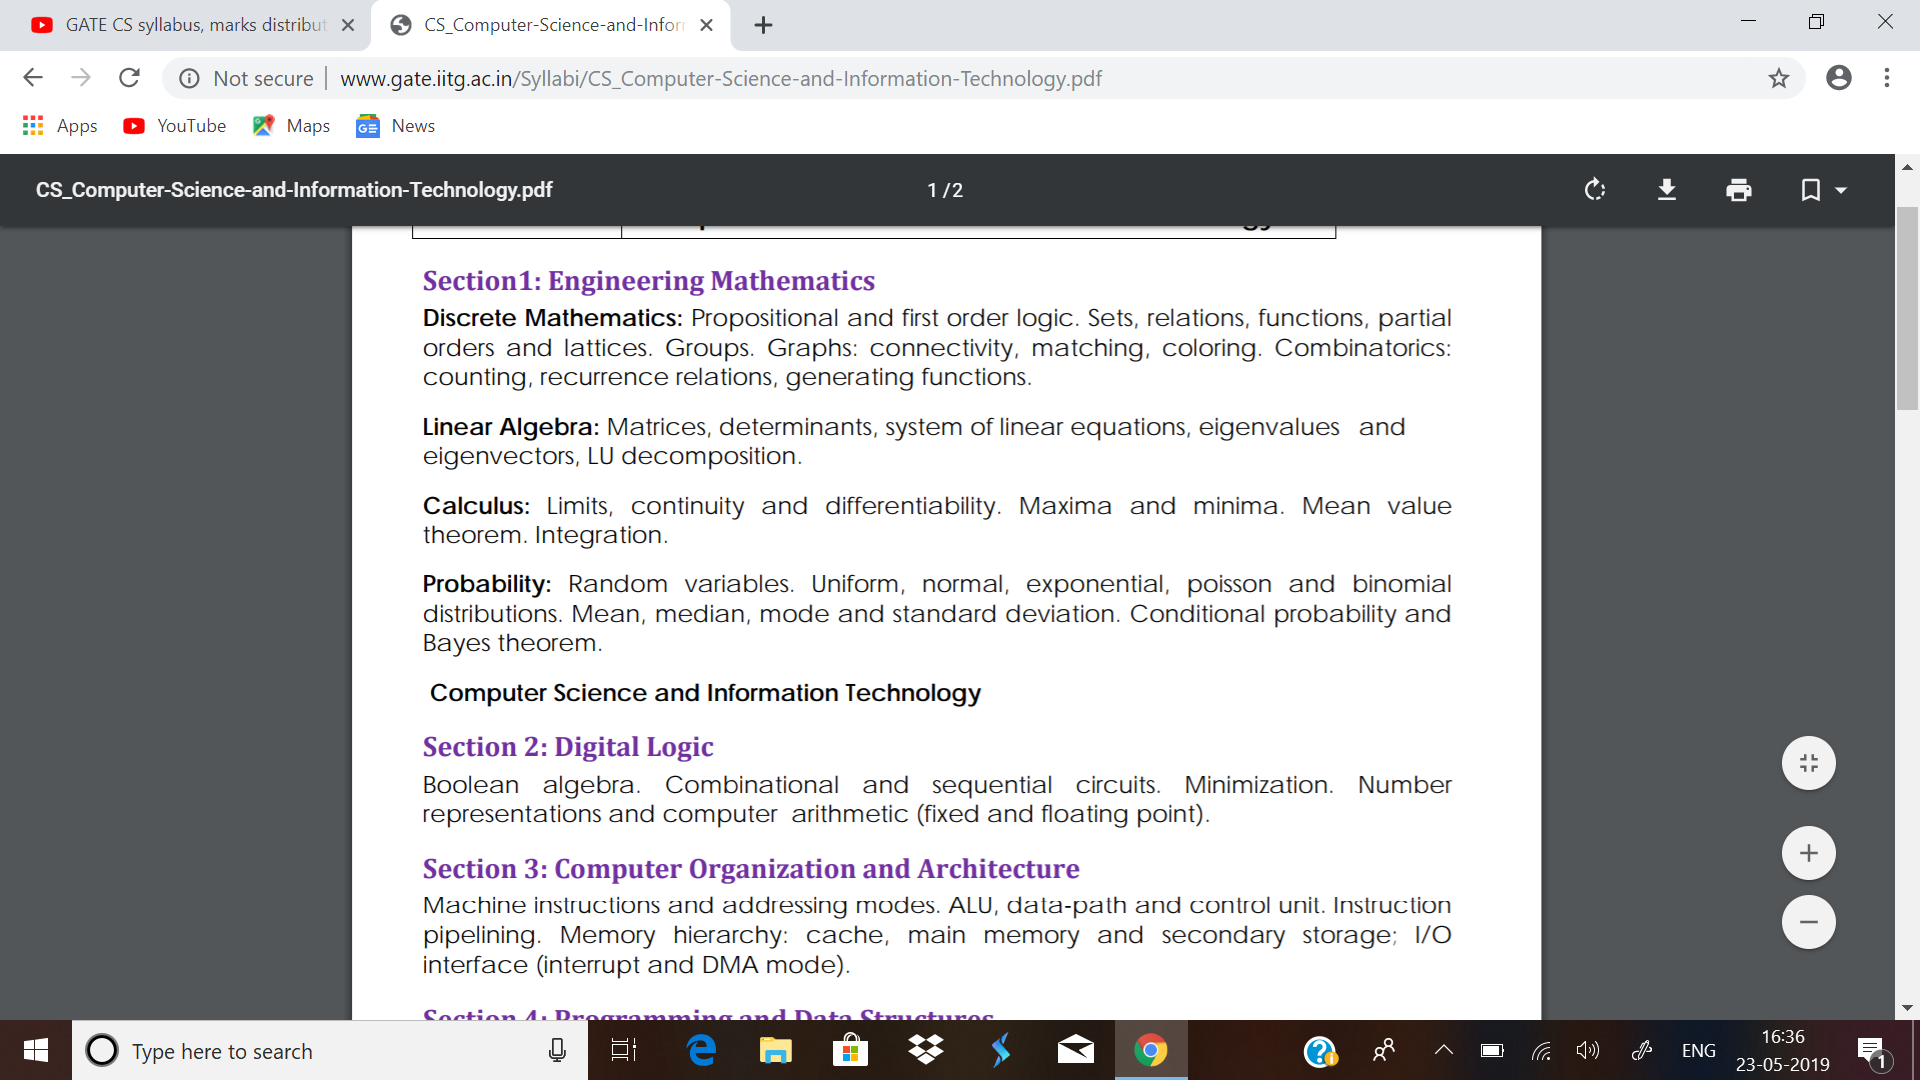 GATE CS syllabus, marks distribut
CS_Computer-Science-and-Infor
Not secure
www.gate.iitg.ac.in/Syllabi/CS_Computer-Science-and-Information-Technology.pdf
Apps
YouTube
Maps
GE
News
CS_Computer-Science-and-Information-Technology.pdf
1 / 2
Section1: Engineering Mathematics
Discrete Mathematics: Propositional and first order logic. Sets, relations, functions, partial
orders and lattices. Groups. Graphs: connectivity, matching, coloring. Combinatorics:
counting, recurrence relations, generating functions.
Linear Algebra: Matrices, determinants, system of linear equations, eigenvalues and
eigenvectors, LU decomposition.
Calculus: Limits, continuity and differentiability. Maxima and minima. Mean value
theorem. Integration.
Probability: Random variables. Uniform, normal, exponential, poisson and binomial
distributions. Mean, median, mode and standard deviation. Conditional probability and
Bayes theorem.
Computer Science and Information Technology
Section 2: Digital Logic
Boolean algebra. Combinational and sequential circuits. Minimization. Number
representations and computer arithmetic (fixed and floating point).
Section 3: Computer Organization and Architecture
Machine instructions and addressing modes. ALU, data-path and control unit. Instruction
pipelining. Memory hierarchy: cache, main memory and secondary storage; I/O
interface (interrupt and DMA mode).
Section 4: Programming and Data Structures
Type here to search
ENG
16:36
23-05-2019
1